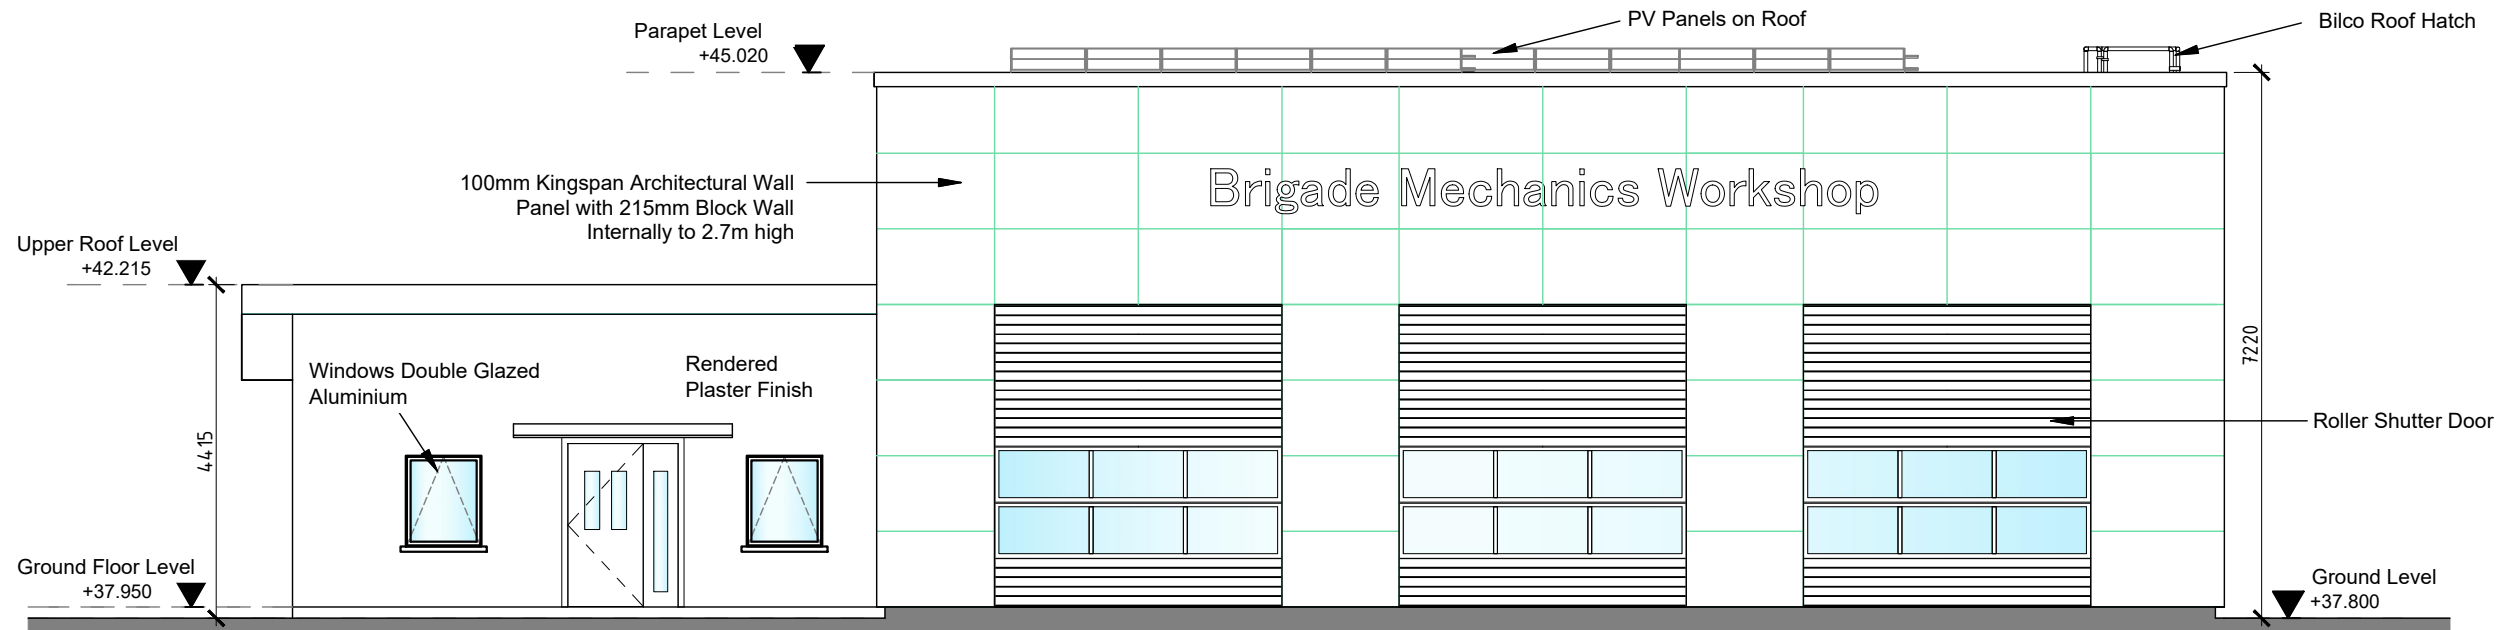 PV Panels on Roof
Bilco Roof Hatch
Parapet Level
+45.020
100mm Kingspan Architectural Wall
Panel with 215mm Block Wall
Internally to 2.7m high
Brigade Mechanics Workshop
Upper Roof Level
+42.215
Windows Double Glazed
Aluminium
Rendered
Plaster Finish
7220
4415
Roller Shutter Door
Ground Floor Level
+37.950
Ground Level
+37.800